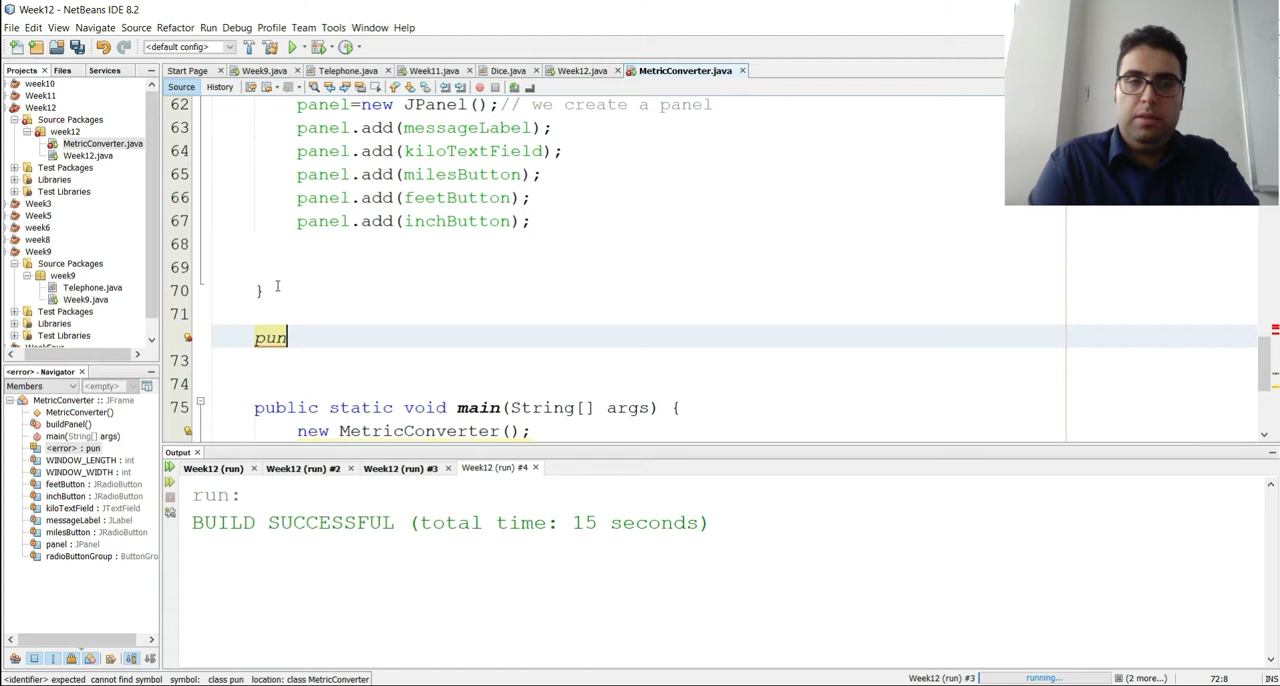 Week12 - NetBeans IDE 8.2
File Edit View Navigate Source Refactor Run Debug Profile Team Tools Window Help
<default config>
Projects Files Services
Start Page Week9.java Telephone.java Week11.java Dice.java Week12.java MetricConverter.java
Source History
week10
Week11
Week12
Source Packages
week12
MetricConverter.java
Week12.java
Test Packages
Libraries
Test Libraries
Week3
Week5
week6
week8
Week9
Source Packages
week9
Telephone.java
Week9.java
Test Packages
Libraries
Test Libraries
62 panel=new JPanel();// we create a panel
63 panel.add(messageLabel);
64 panel.add(kiloTextField);
65 panel.add(milesButton);
66 panel.add(feetButton);
67 panel.add(inchButton);
68
69
70 }
71
pun
73
74
75 public static void main(String[] args) {
new MetricConverter();
<error> - Navigator
Members <empty>
MetricConverter :: JFrame
MetricConverter()
buildPanel()
main(String[] args)
<error> : pun
WINDOW_LENGTH : int
WINDOW_WIDTH : int
feetButton : JRadioButton
inchButton : JRadioButton
kiloTextField : JTextField
messageLabel : JLabel
milesButton : JRadioButton
panel : JPanel
radioButtonGroup : ButtonGro
Output
Week12 (run) Week12 (run) #2 Week12 (run) #3 Week12 (run) #4
run:
BUILD SUCCESSFUL (total time: 15 seconds)
<identifier> expected cannot find symbol symbol: class pun location: class MetricConverter
Week12 (run) #3 running... (2 more...) 72:8 INS